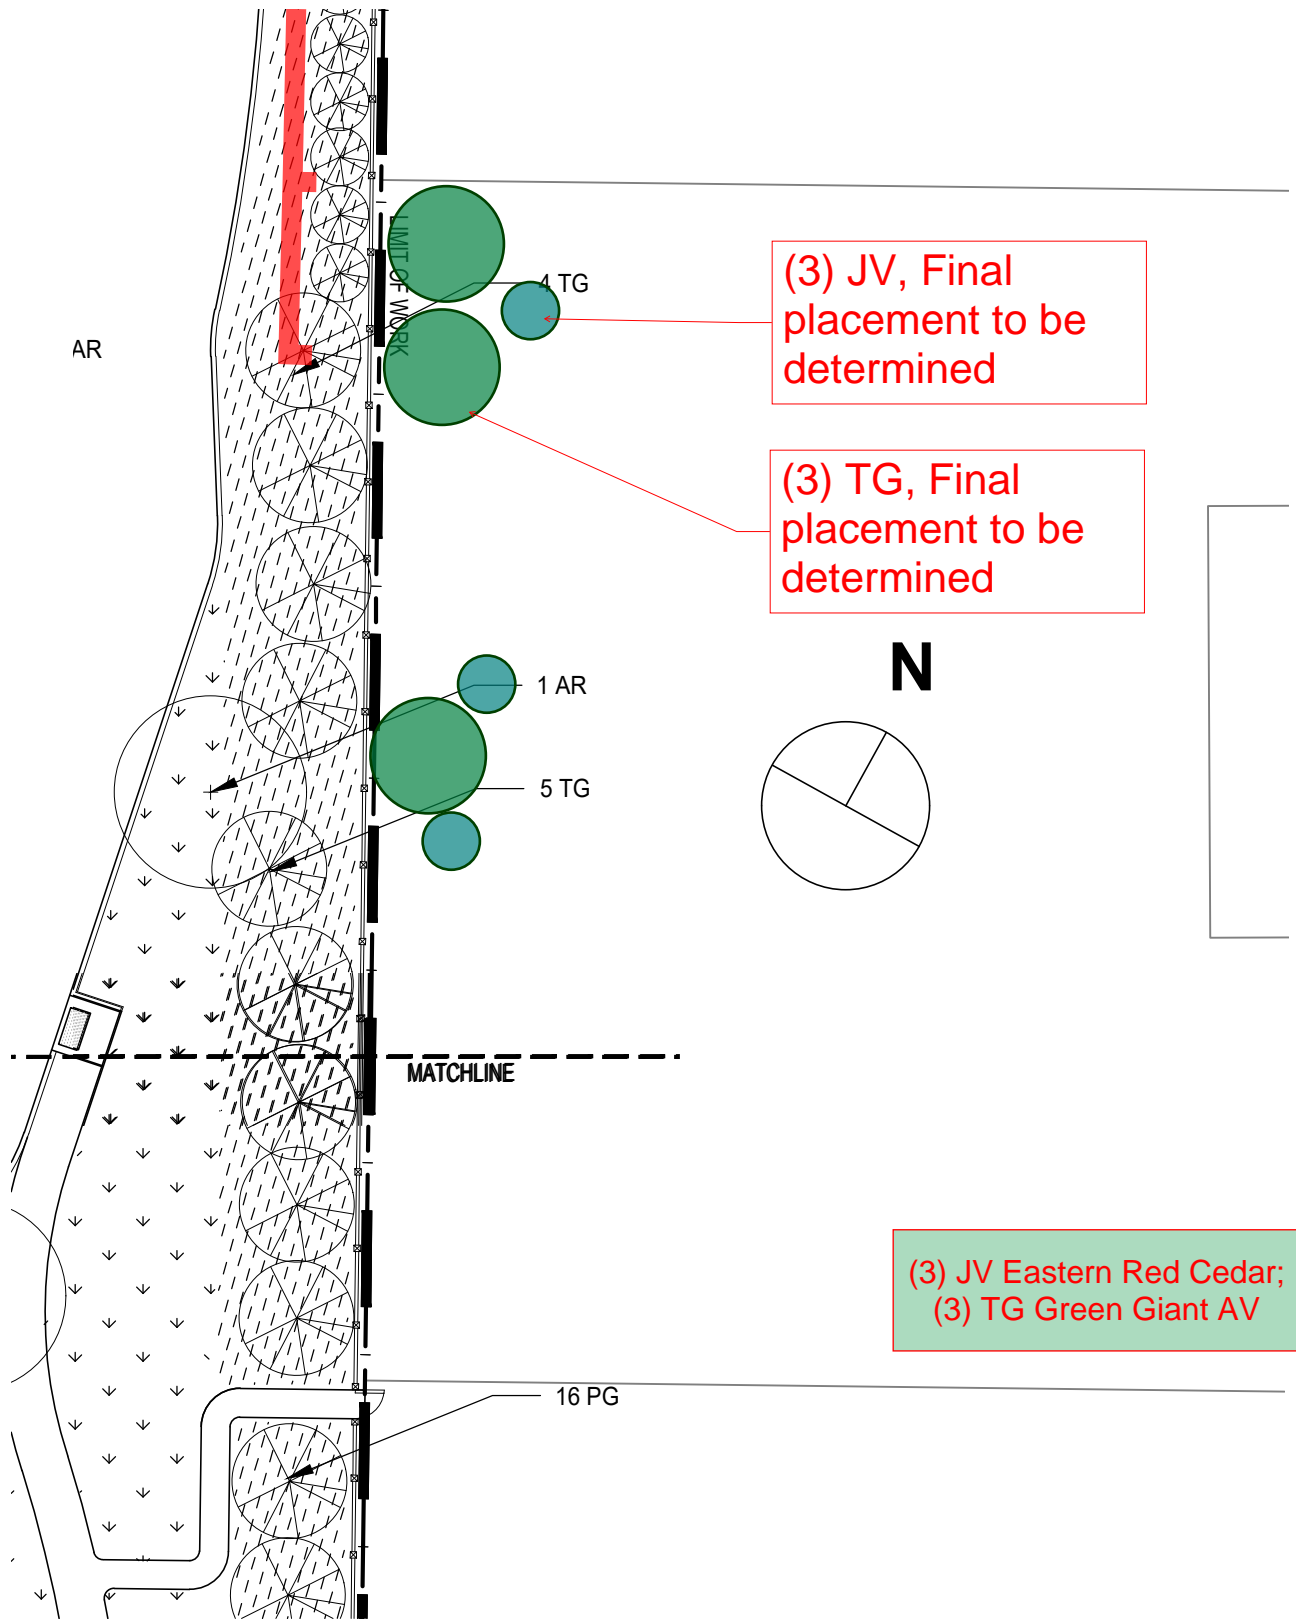 LIMIT OF WORK
4 TG
(3) JV, Final
placement to be
determined
AR
(3) TG, Final
placement to be
determined
N
1 AR
5 TG
MATCHLINE
(3) JV Eastern Red Cedar;
(3) TG Green Giant AV
16 PG